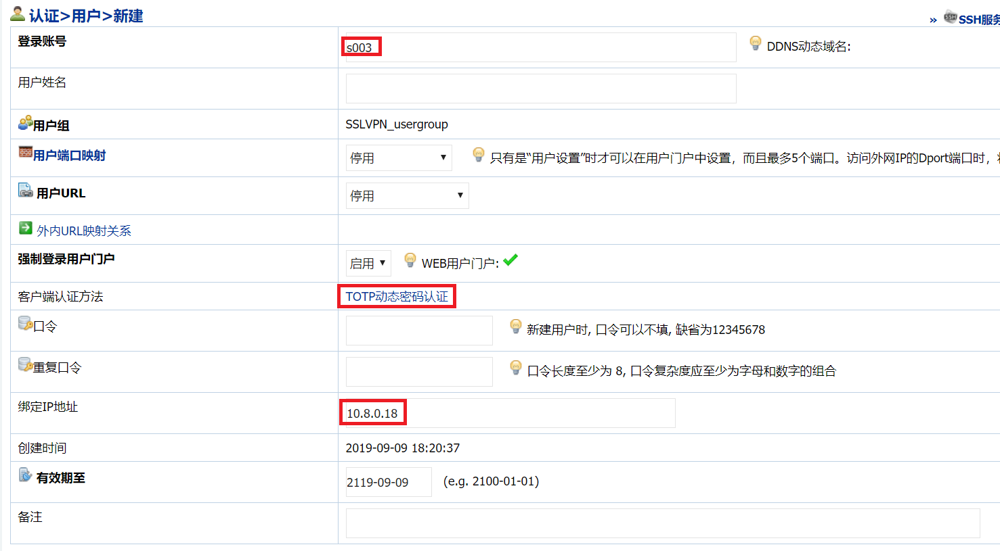 认证>用户>新建
» SSH服务
登录账号 s003 DDNS动态域名:
用户姓名
用户组 SSLVPN_usergroup
用户端口映射 停用 只有是“用户设置”时才可以在用户门户中设置，而且最多5个端口。访问外网IP的Dport端口时，
用户URL 停用
外内URL映射关系
强制登录用户门户 启用 WEB用户门户:
客户端认证方法 TOTP动态密码认证
口令 新建用户时, 口令可以不填, 缺省为12345678
重复口令 口令长度至少为 8, 口令复杂度应至少为字母和数字的组合
绑定IP地址 10.8.0.18
创建时间 2019-09-09 18:20:37
有效期至 2119-09-09 (e.g. 2100-01-01)
备注